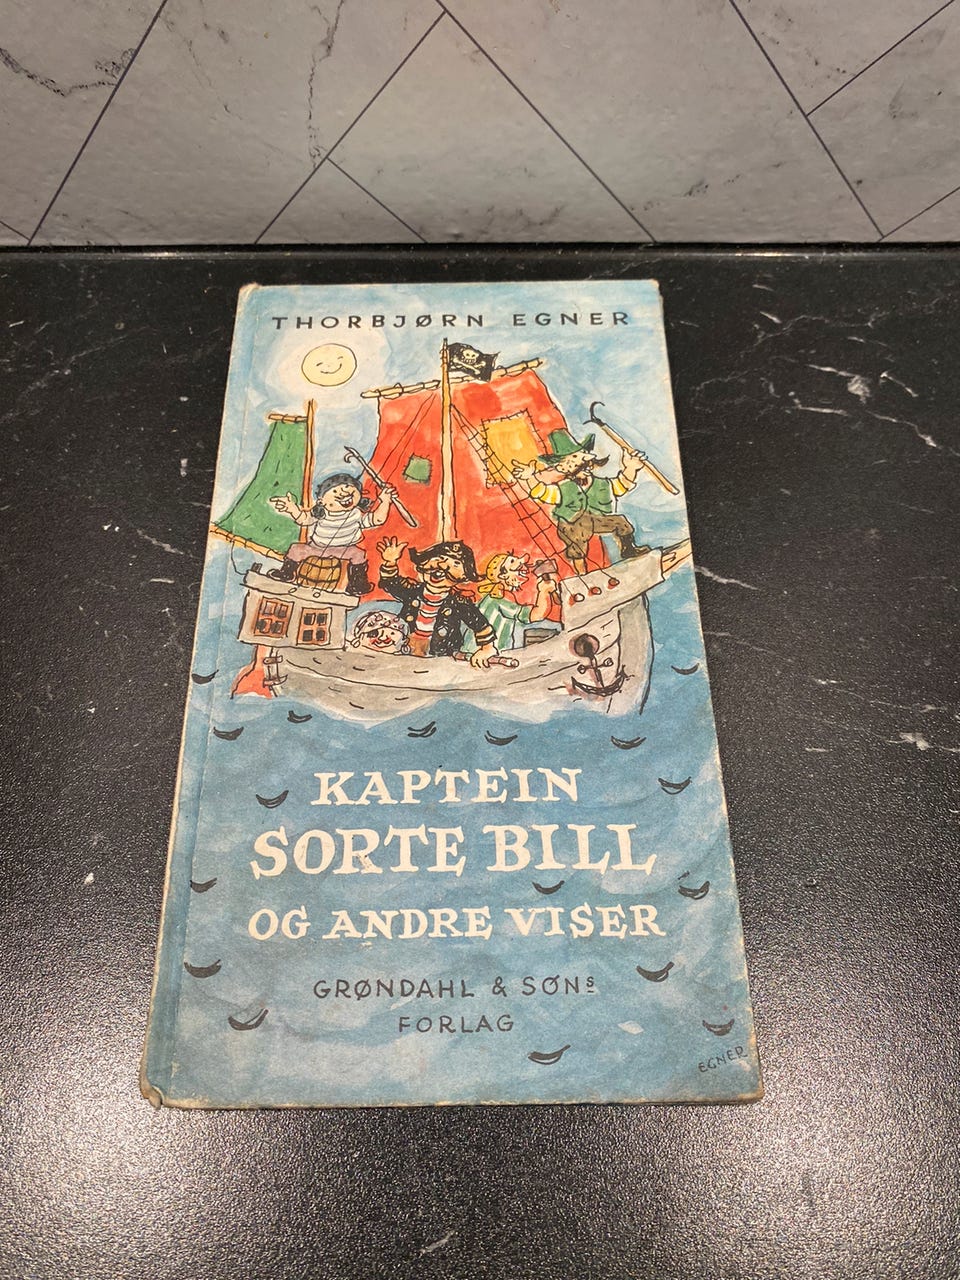 THORBJØRN EGNER
KAPTEIN
SORTE BILL
OG ANDRE VISER
GRØNDAHL & SØNS
FORLAG
EGNER